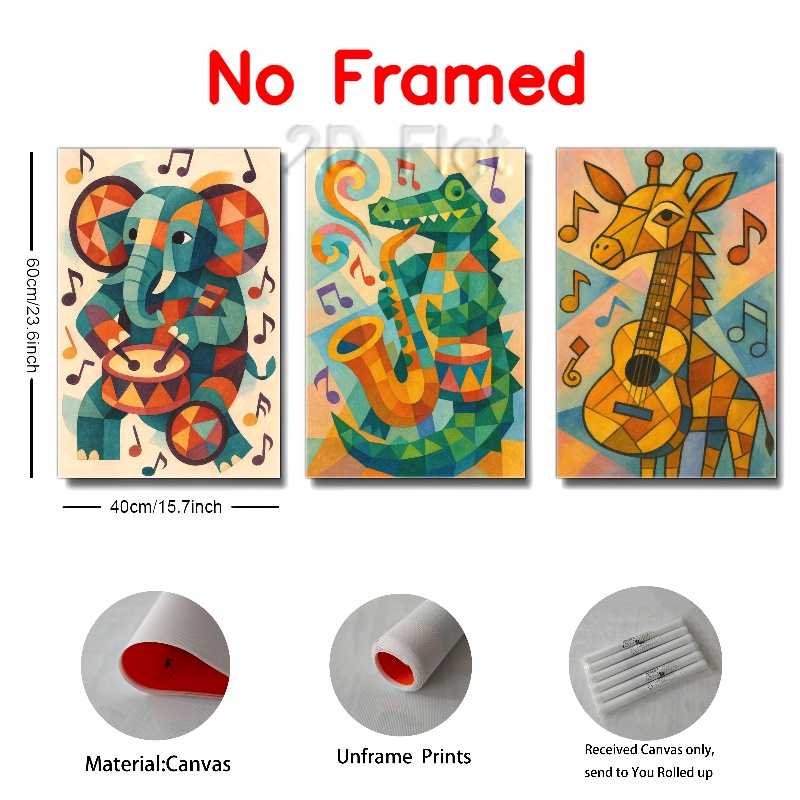 No Framed
2D Flat
60cm/23.6inch
40cm/15.7inch
Material:Canvas
Unframe Prints
Received Canvas only,
send to You Rolled up